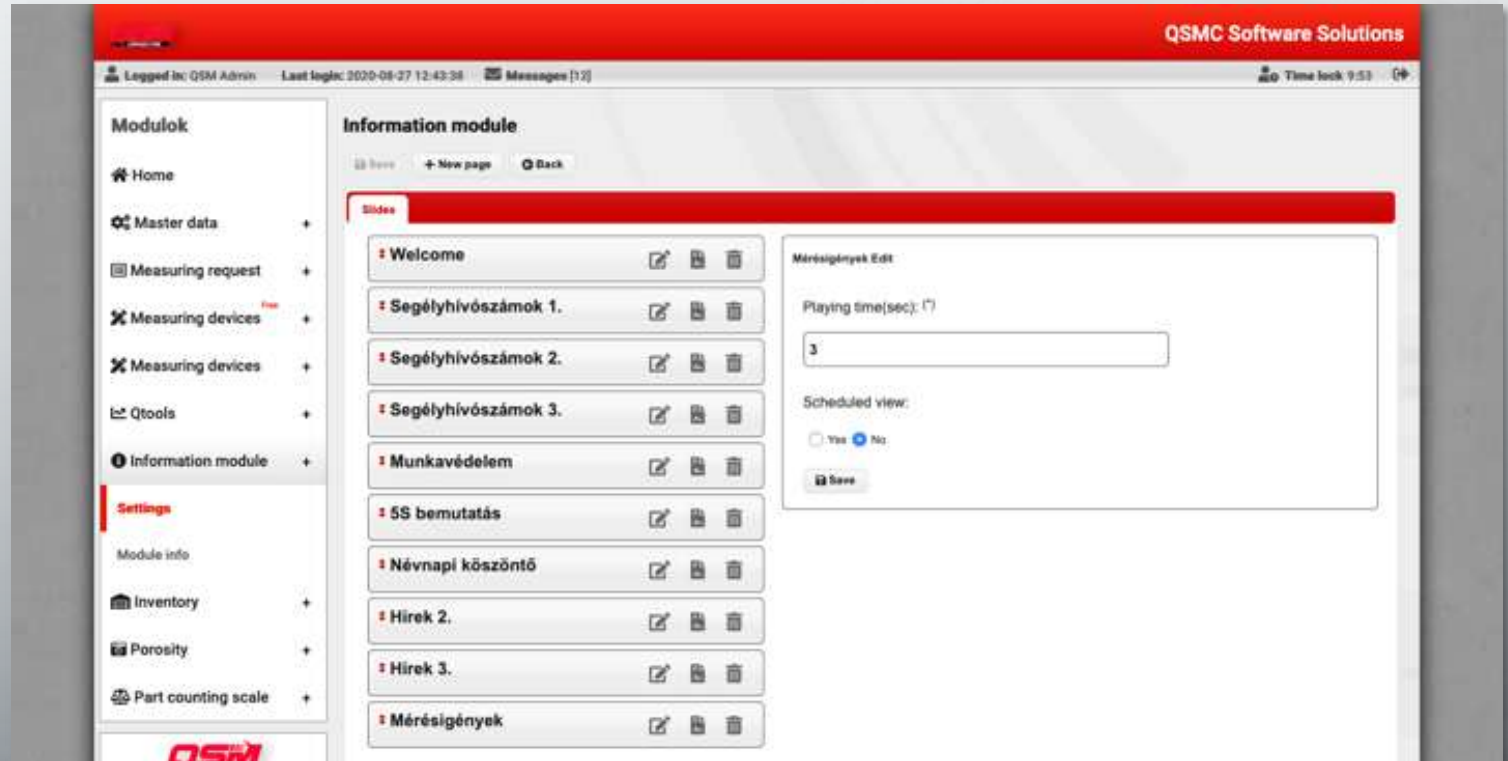 QSMC Software Solutions
Logged in: QSM Admin Last login: 2020-08-27 12:43:38 Messages [12] Time lock 9:53
Modulok
Home
Master data +
Measuring request +
Measuring devices Free +
Measuring devices +
Qtools +
Information module +
Settings
Module info
Inventory +
Porosity +
Part counting scale +
QSM
Information module
Save + New page Back
Slides
Welcome
Segélyhívószámok 1.
Segélyhívószámok 2.
Segélyhívószámok 3.
Munkavédelem
5S bemutatás
Névnapi köszöntő
Hirek 2.
Hirek 3.
Mérésigények
Mérésigények Edit
Playing time(sec): (*)
3
Scheduled view:
Yes No
Save